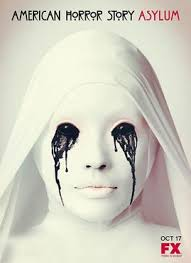 AMERICAN HORROR STORY ASYLUM
OCT 17
FX